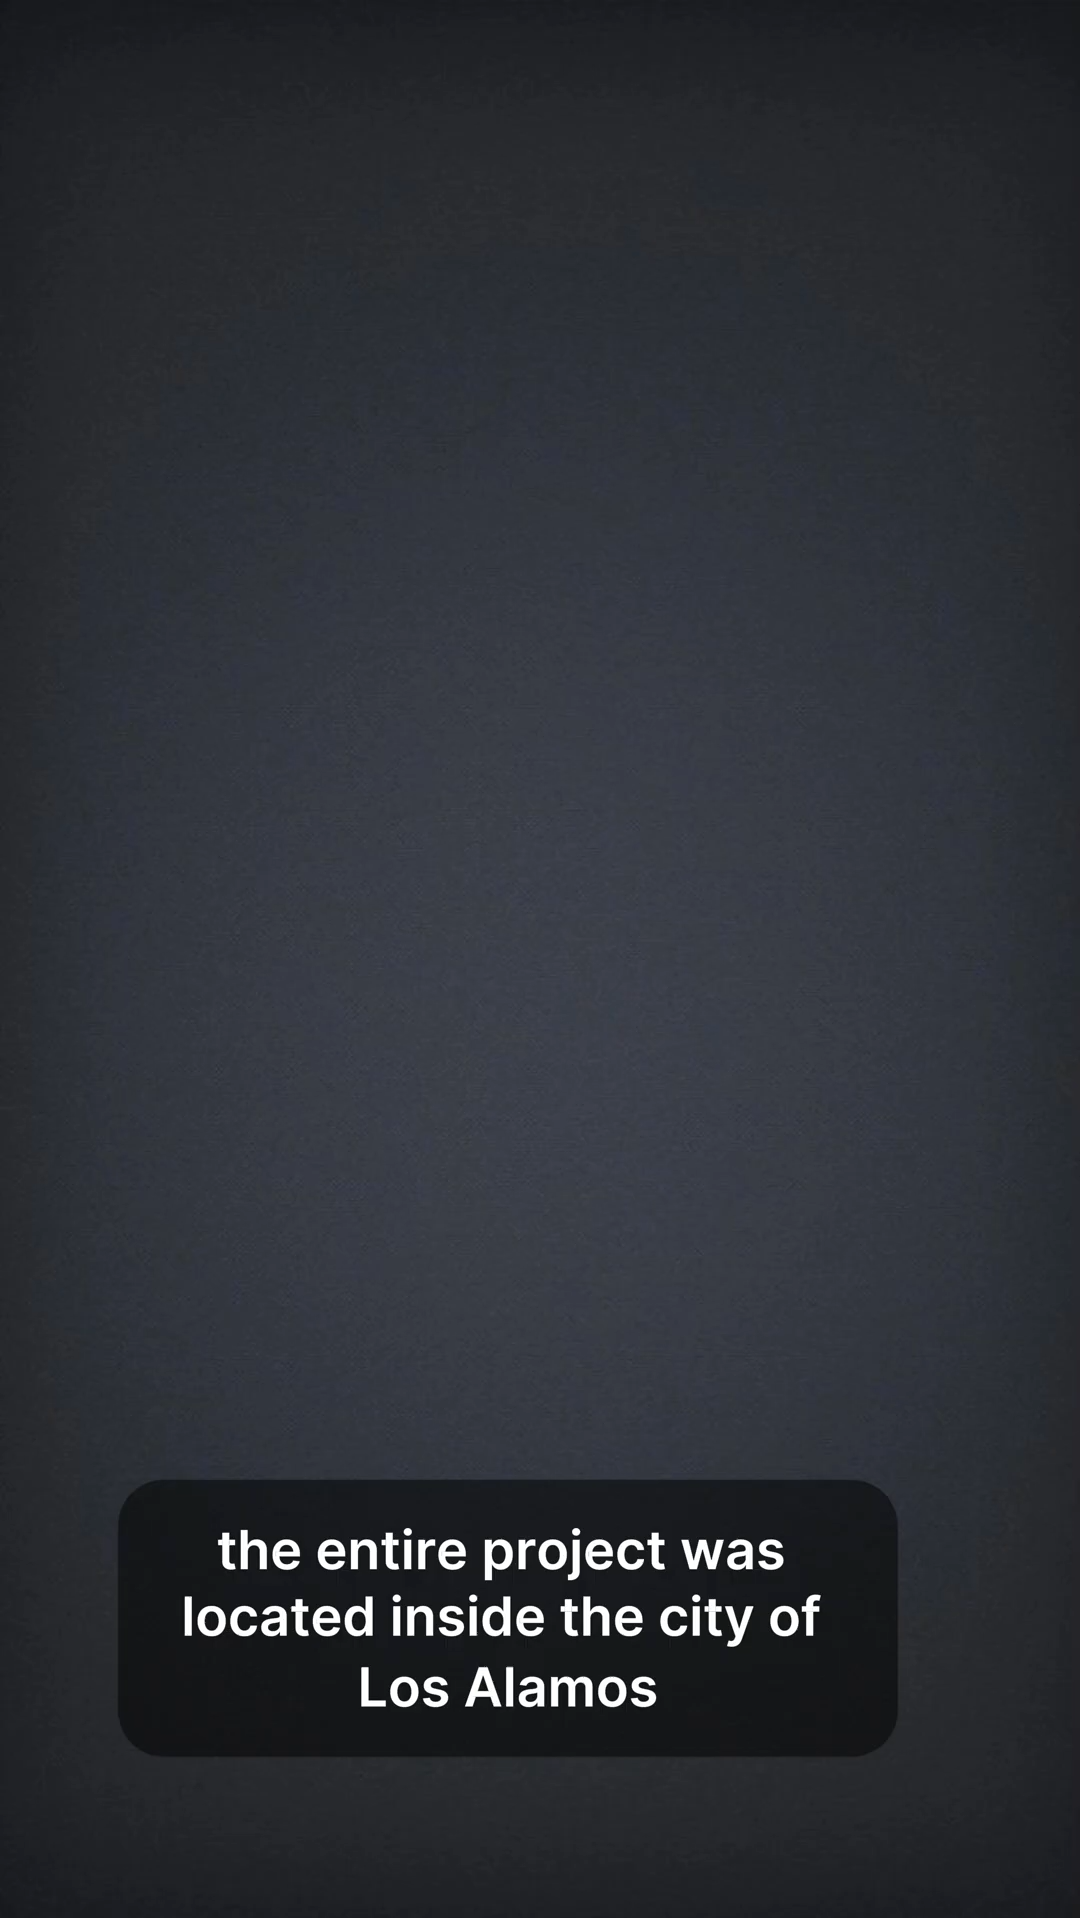 the entire project was
located inside the city of
Los Alamos